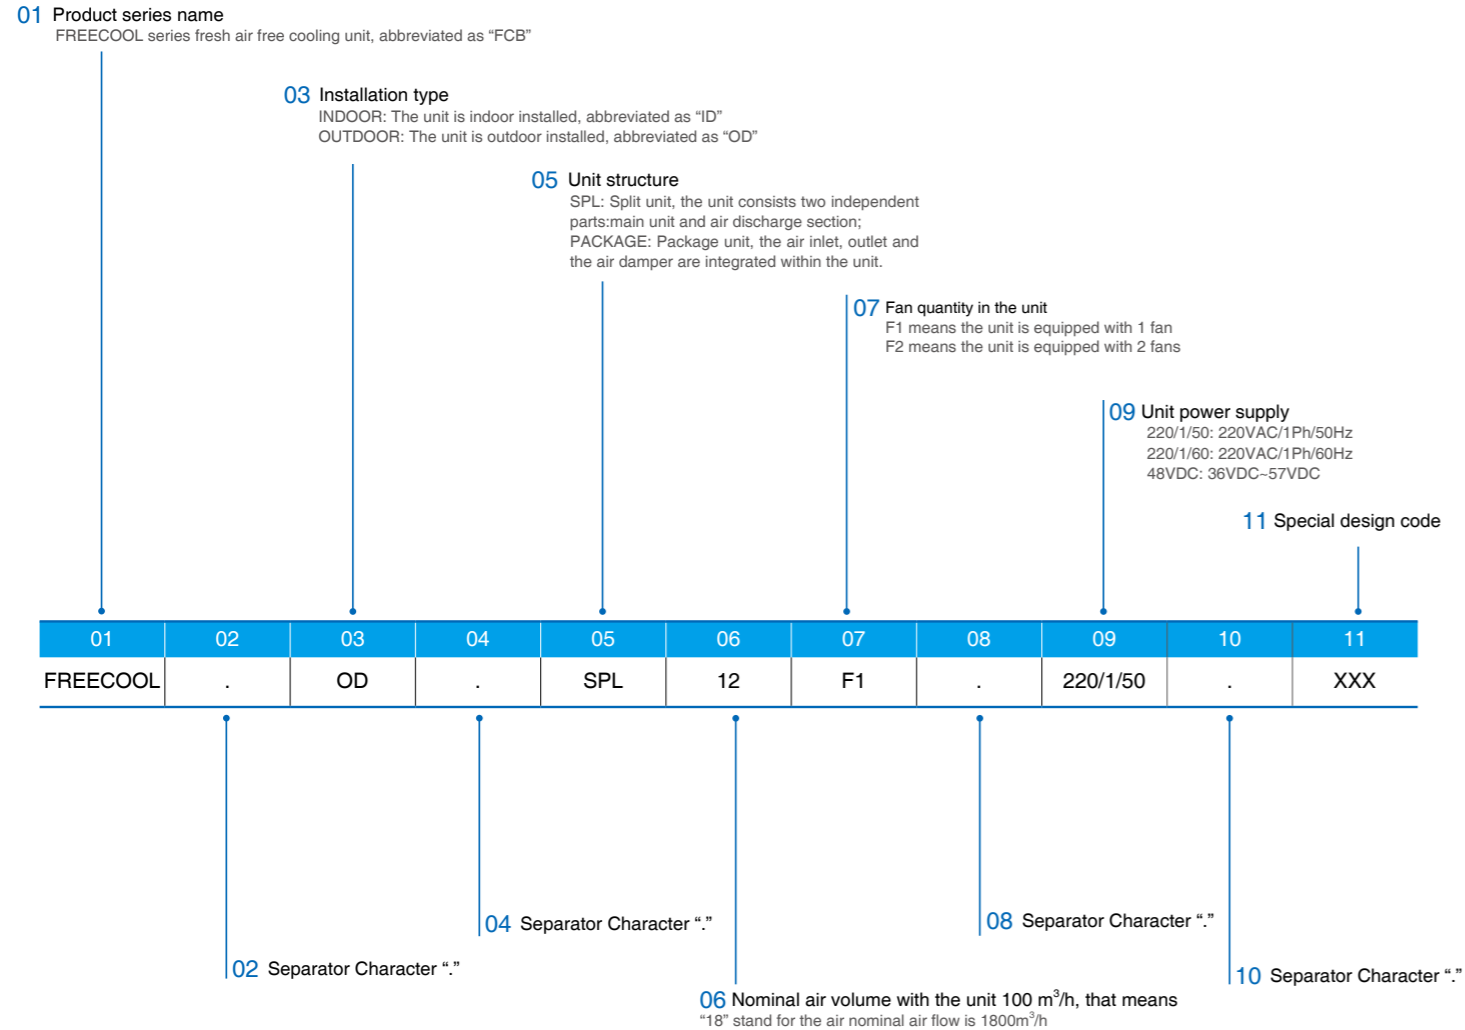 01 Product series name
FREECOOL series fresh air free cooling unit, abbreviated as “FCB”
03 Installation type
INDOOR: The unit is indoor installed, abbreviated as “ID”
OUTDOOR: The unit is outdoor installed, abbreviated as “OD”
05 Unit structure
SPL: Split unit, the unit consists two independent
parts:main unit and air discharge section;
PACKAGE: Package unit, the air inlet, outlet and
the air damper are integrated within the unit.
07 Fan quantity in the unit
F1 means the unit is equipped with 1 fan
F2 means the unit is equipped with 2 fans
09 Unit power supply
220/1/50: 220VAC/1Ph/50Hz
220/1/60: 220VAC/1Ph/60Hz
48VDC: 36VDC~57VDC
11 Special design code
01 02 03 04 05 06 07 08 09 10 11
FREECOOL . OD . SPL 12 F1 . 220/1/50 . XXX
04 Separator Character “.”
08 Separator Character “.”
02 Separator Character “.”
10 Separator Character “.”
06 Nominal air volume with the unit 100 m³/h, that means
“18” stand for the air nominal air flow is 1800m³/h